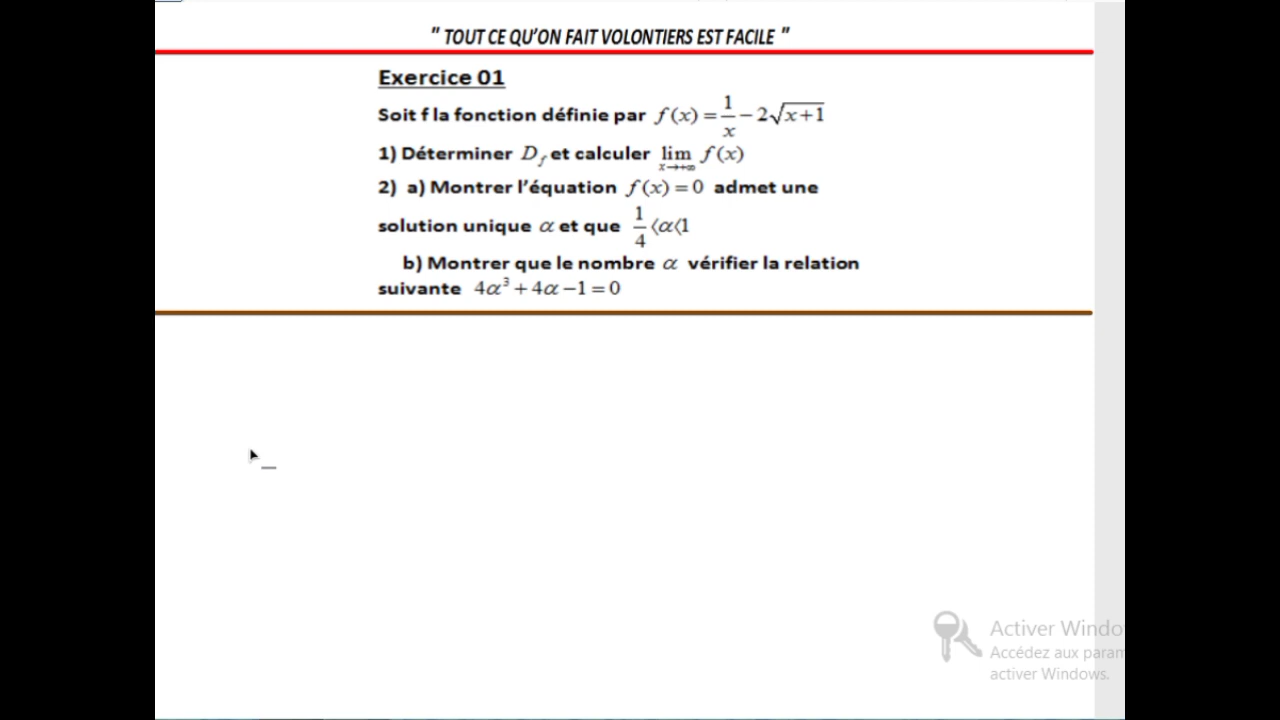 " TOUT CE QU'ON FAIT VOLONTIERS EST FACILE "
Exercice 01
Soit f la fonction définie par f(x) = 1/x − 2√(x+1)
1) Déterminer D_f et calculer lim_{x→+∞} f(x)
2) a) Montrer l'équation f(x) = 0 admet une
solution unique α et que 1/4 ⟨α⟨1
b) Montrer que le nombre α vérifier la relation
suivante 4α³ + 4α − 1 = 0
Activer Windo
Accédez aux param
activer Windows.